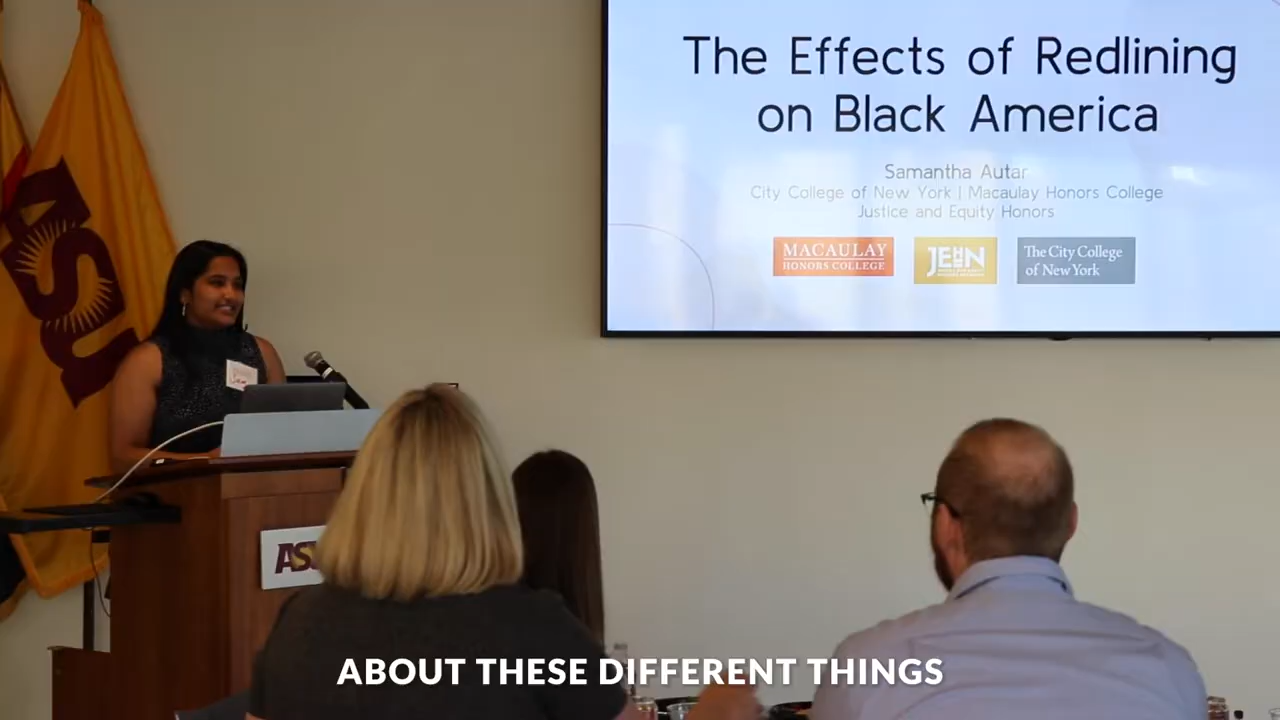 The Effects of Redlining
on Black America
Samantha Autar
City College of New York | Macaulay Honors College
Justice and Equity Honors
MACAULAY
HONORS COLLEGE
JEHN
The City College
of New York
ASU
ASU
ABOUT THESE DIFFERENT THINGS